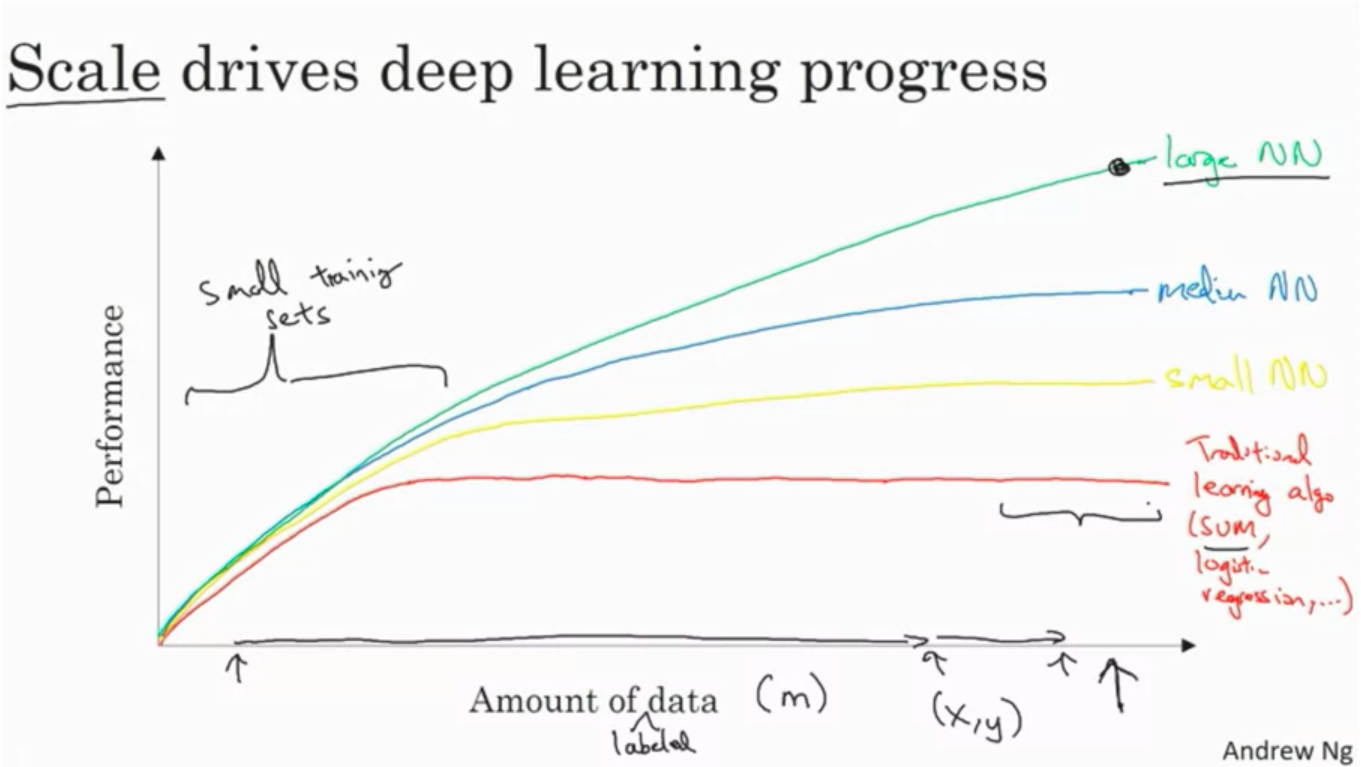 Scale drives deep learning progress
large NN
small training
sets
medium NN
Performance
small NN
Traditional
learning algo
(SVM,
logistic
regression,...)
Amount of data (m)
labeled
(x,y)
Andrew Ng